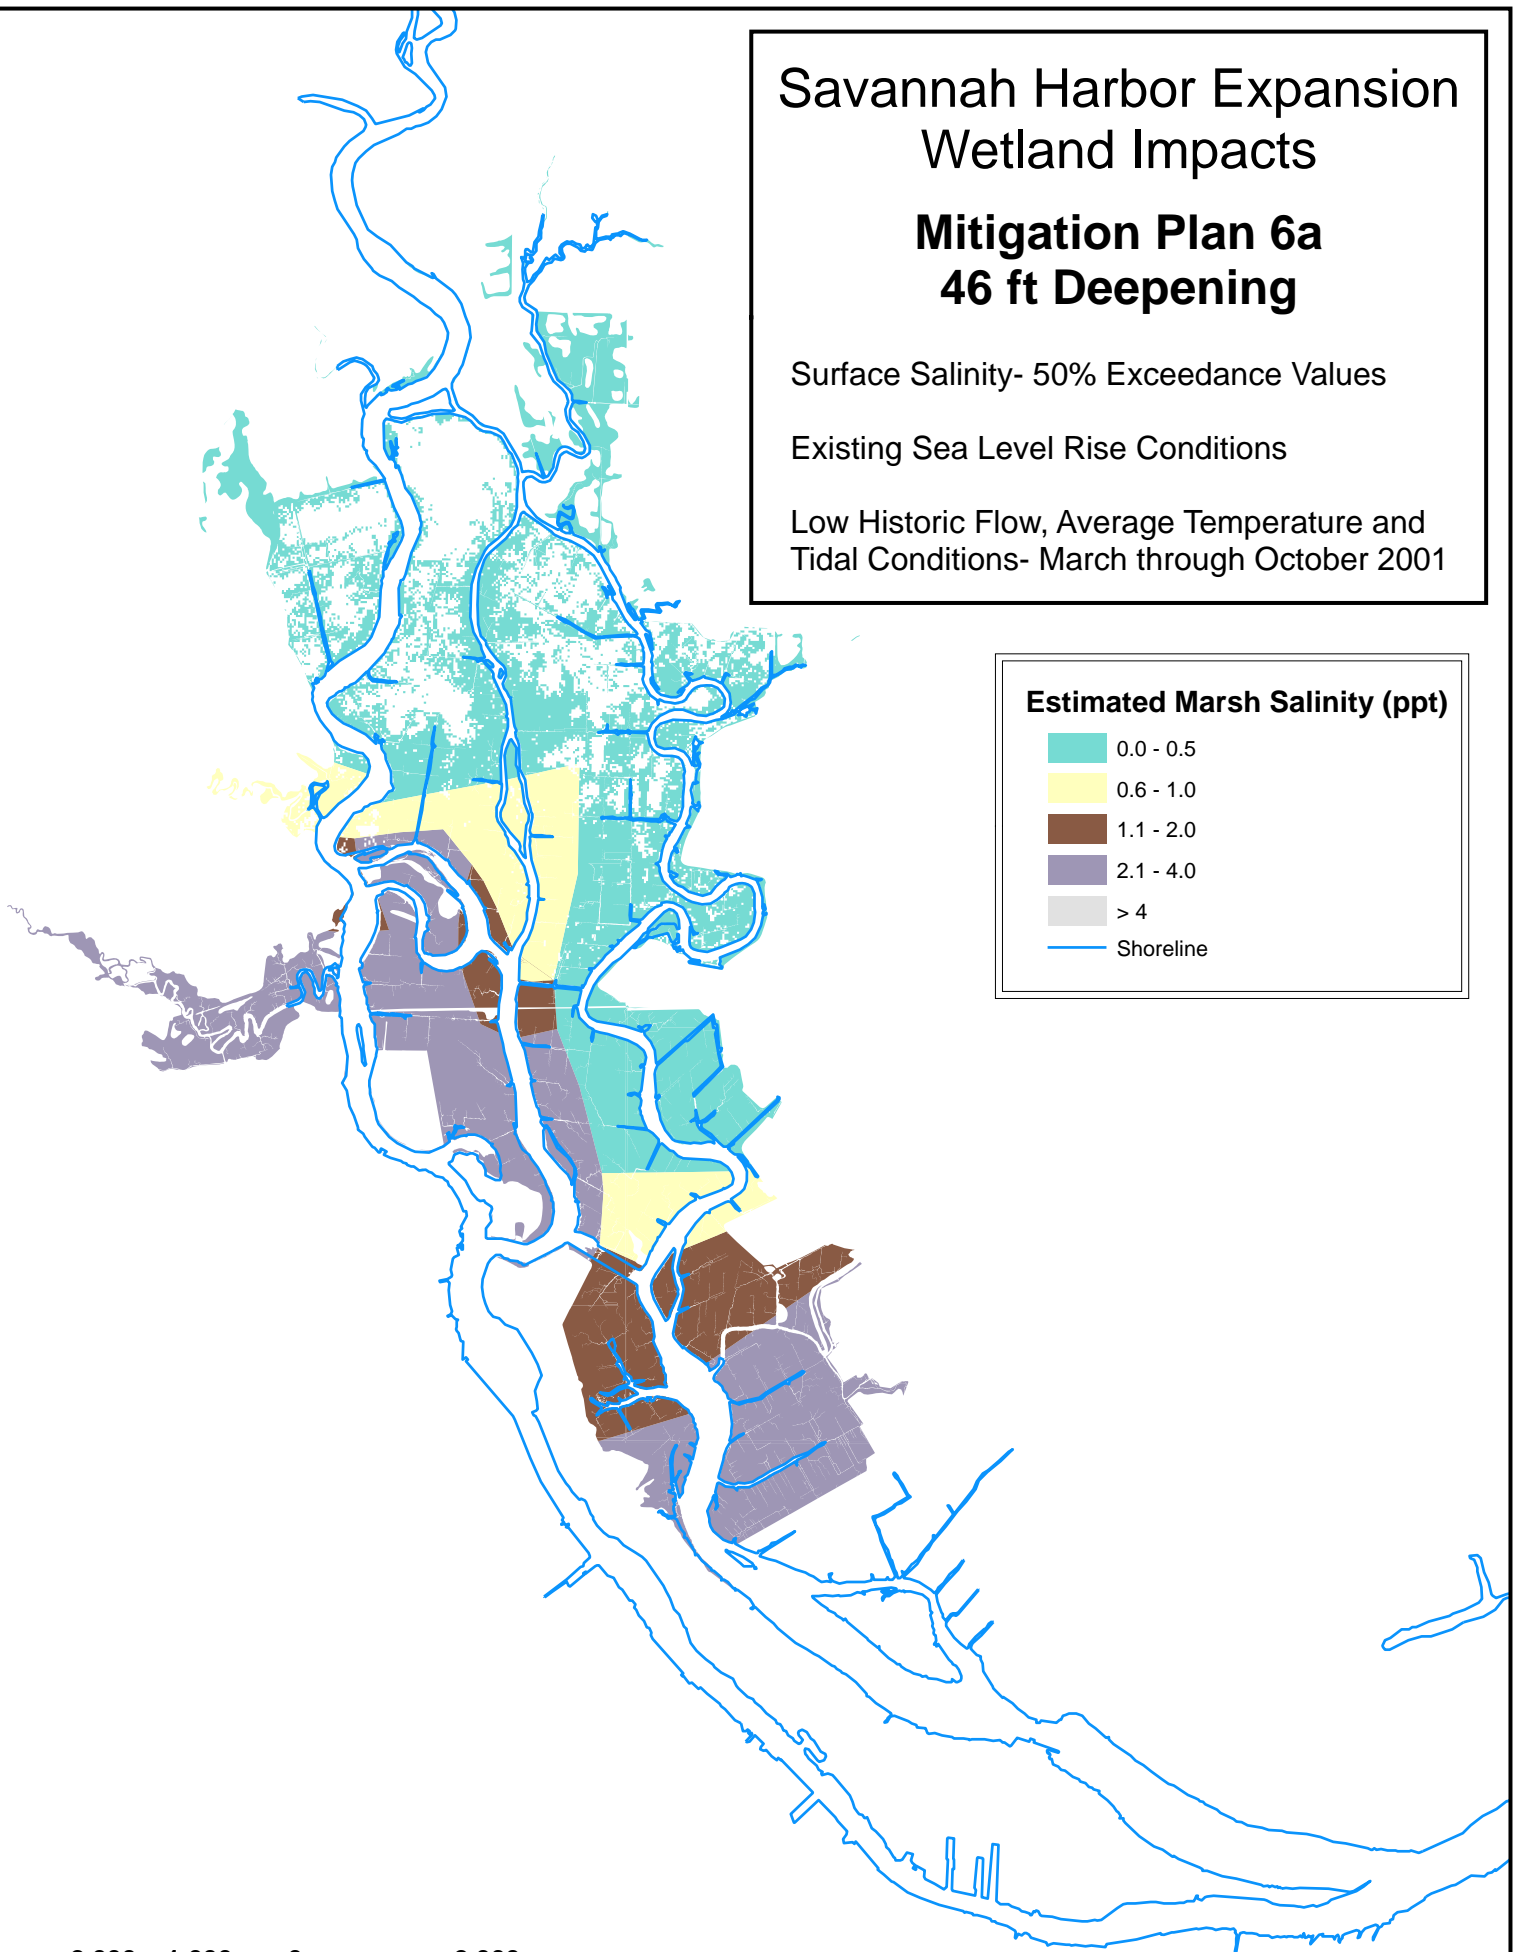 Savannah Harbor Expansion
Wetland Impacts
Mitigation Plan 6a
46 ft Deepening
Surface Salinity- 50% Exceedance Values
Existing Sea Level Rise Conditions
Low Historic Flow, Average Temperature and
Tidal Conditions- March through October 2001
Estimated Marsh Salinity (ppt)
0.0 - 0.5
0.6 - 1.0
1.1 - 2.0
2.1 - 4.0
> 4
Shoreline